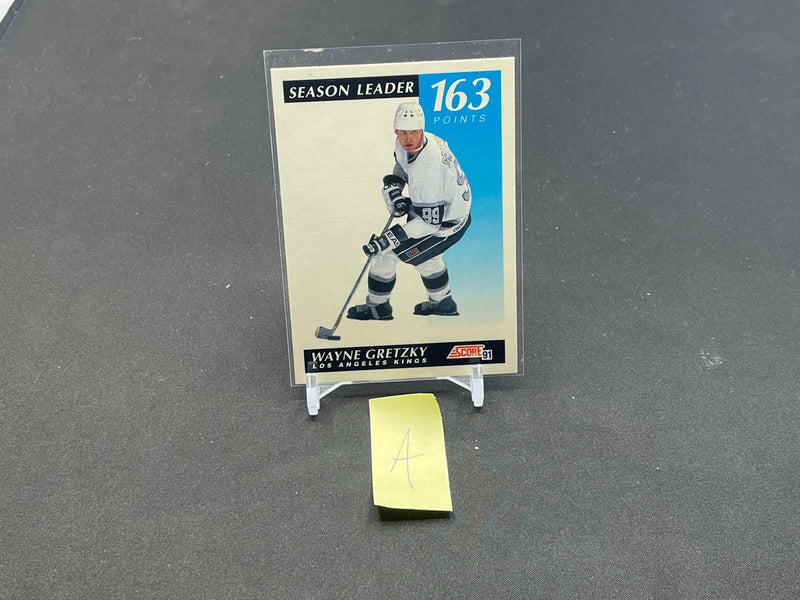 SEASON LEADER
163
POINTS
99
WAYNE GRETZKY
LOS ANGELES KINGS
SCORE 91
A